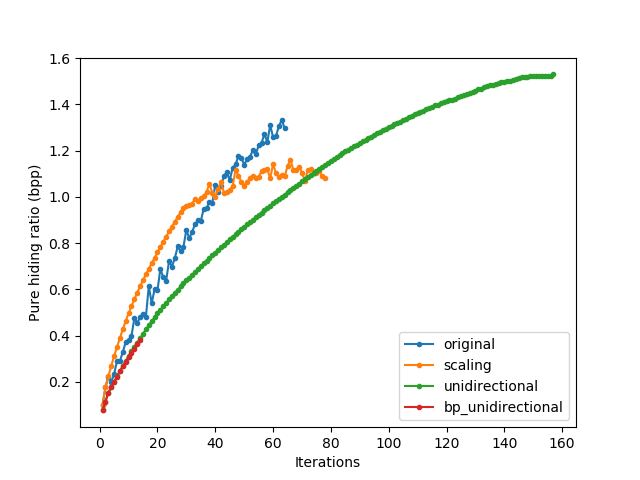 1.6
1.4
1.2
1.0
0.8
0.6
0.4
0.2
Pure hiding ratio (bpp)
original
scaling
unidirectional
bp_unidirectional
0 20 40 60 80 100 120 140 160
Iterations